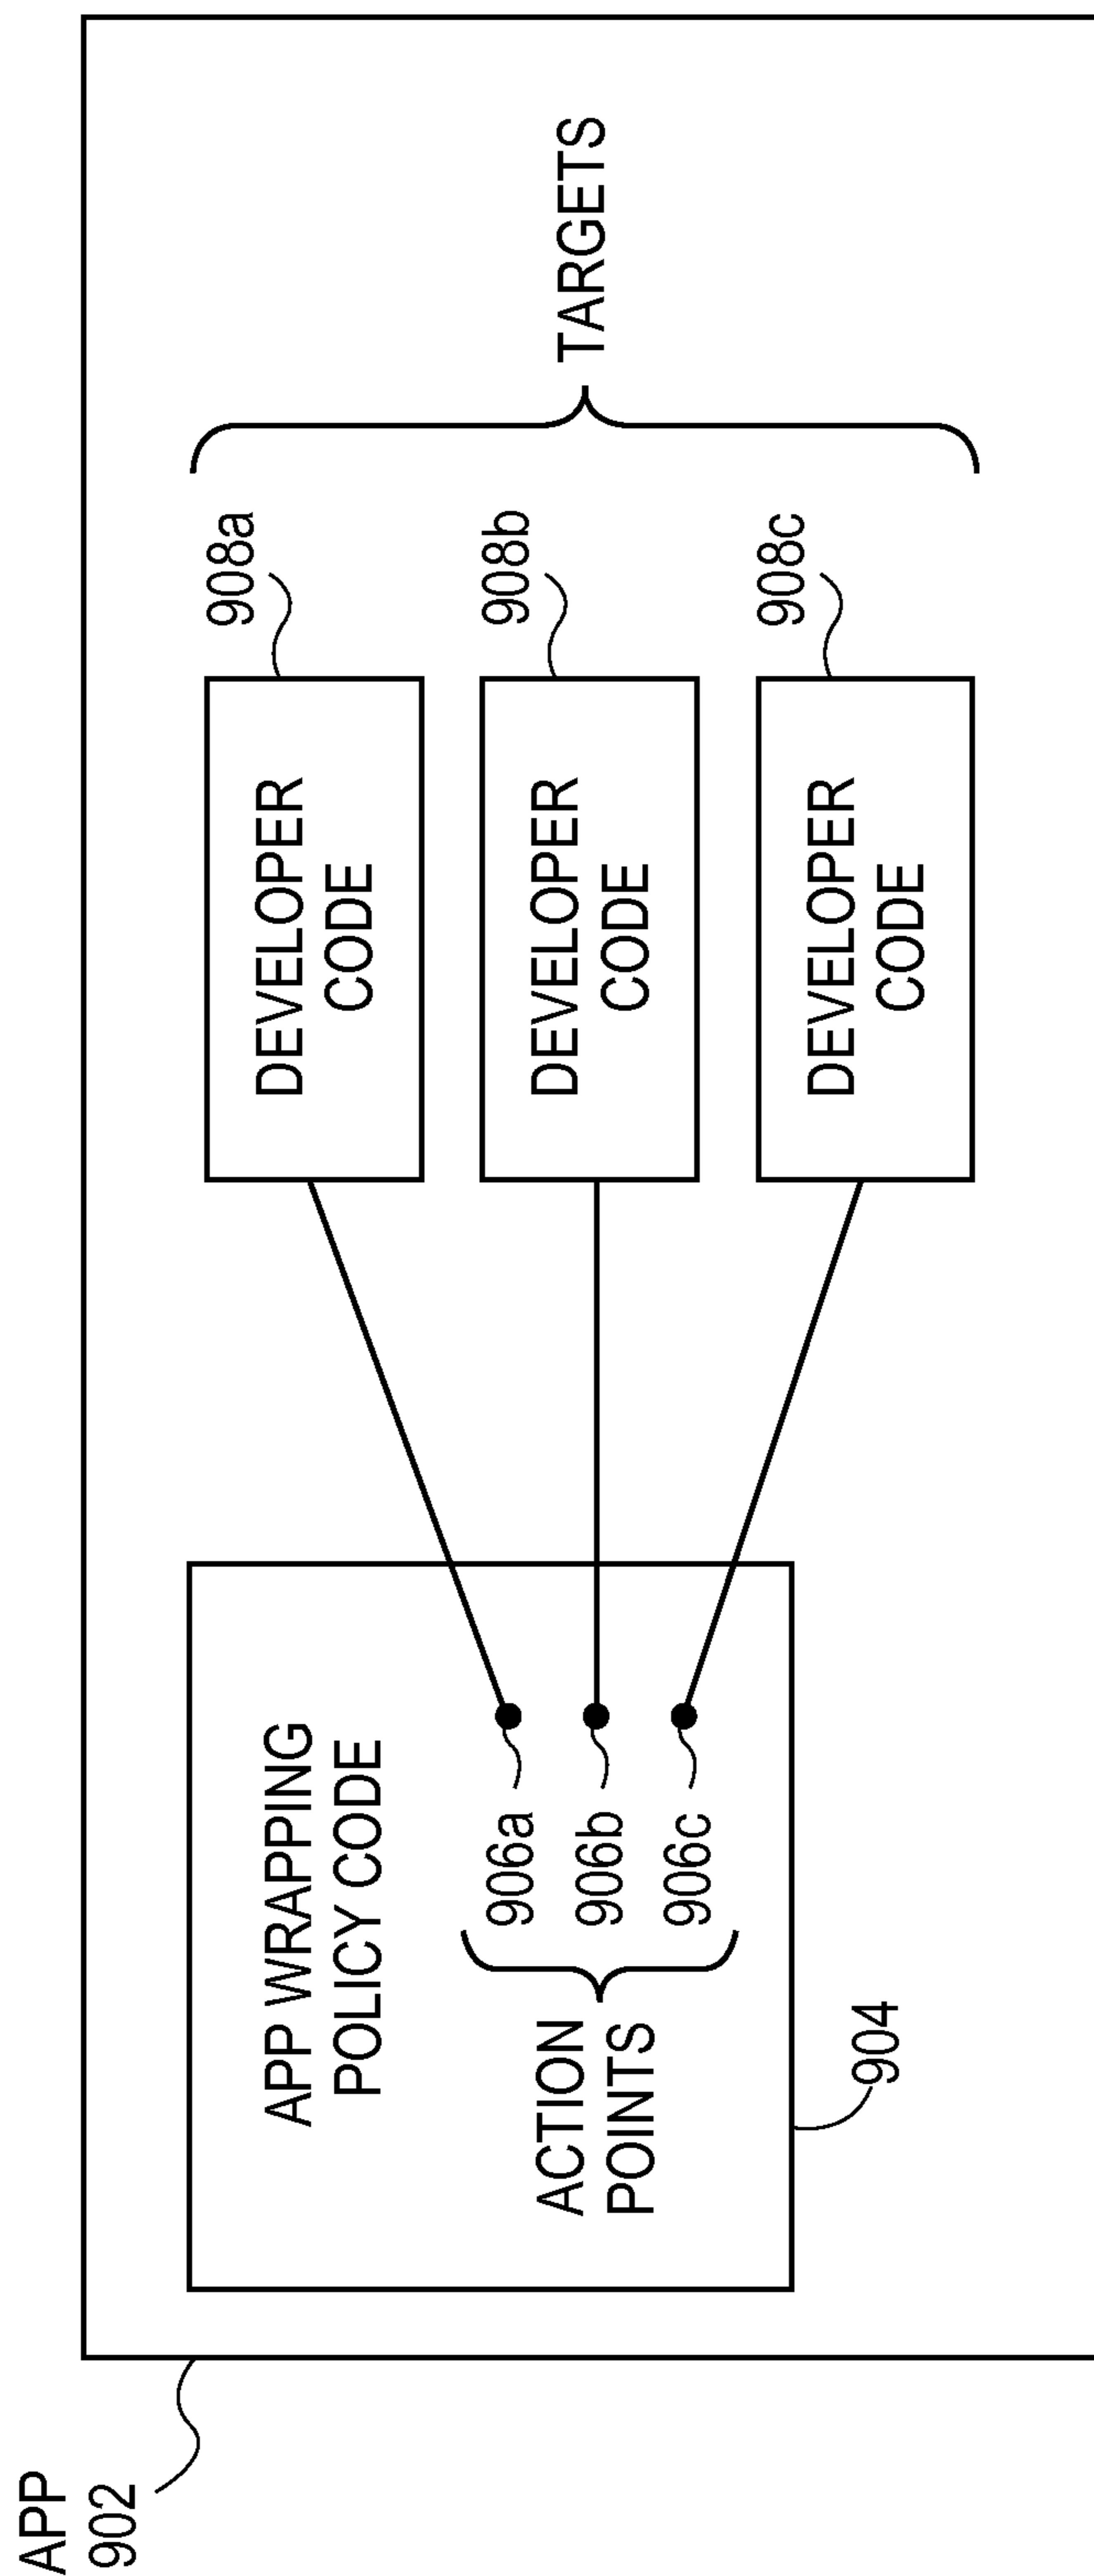 APP
902
APP WRAPPING
POLICY CODE
ACTION
POINTS
906a
906b
906c
904
DEVELOPER
CODE
908a
DEVELOPER
CODE
908b
DEVELOPER
CODE
908c
TARGETS